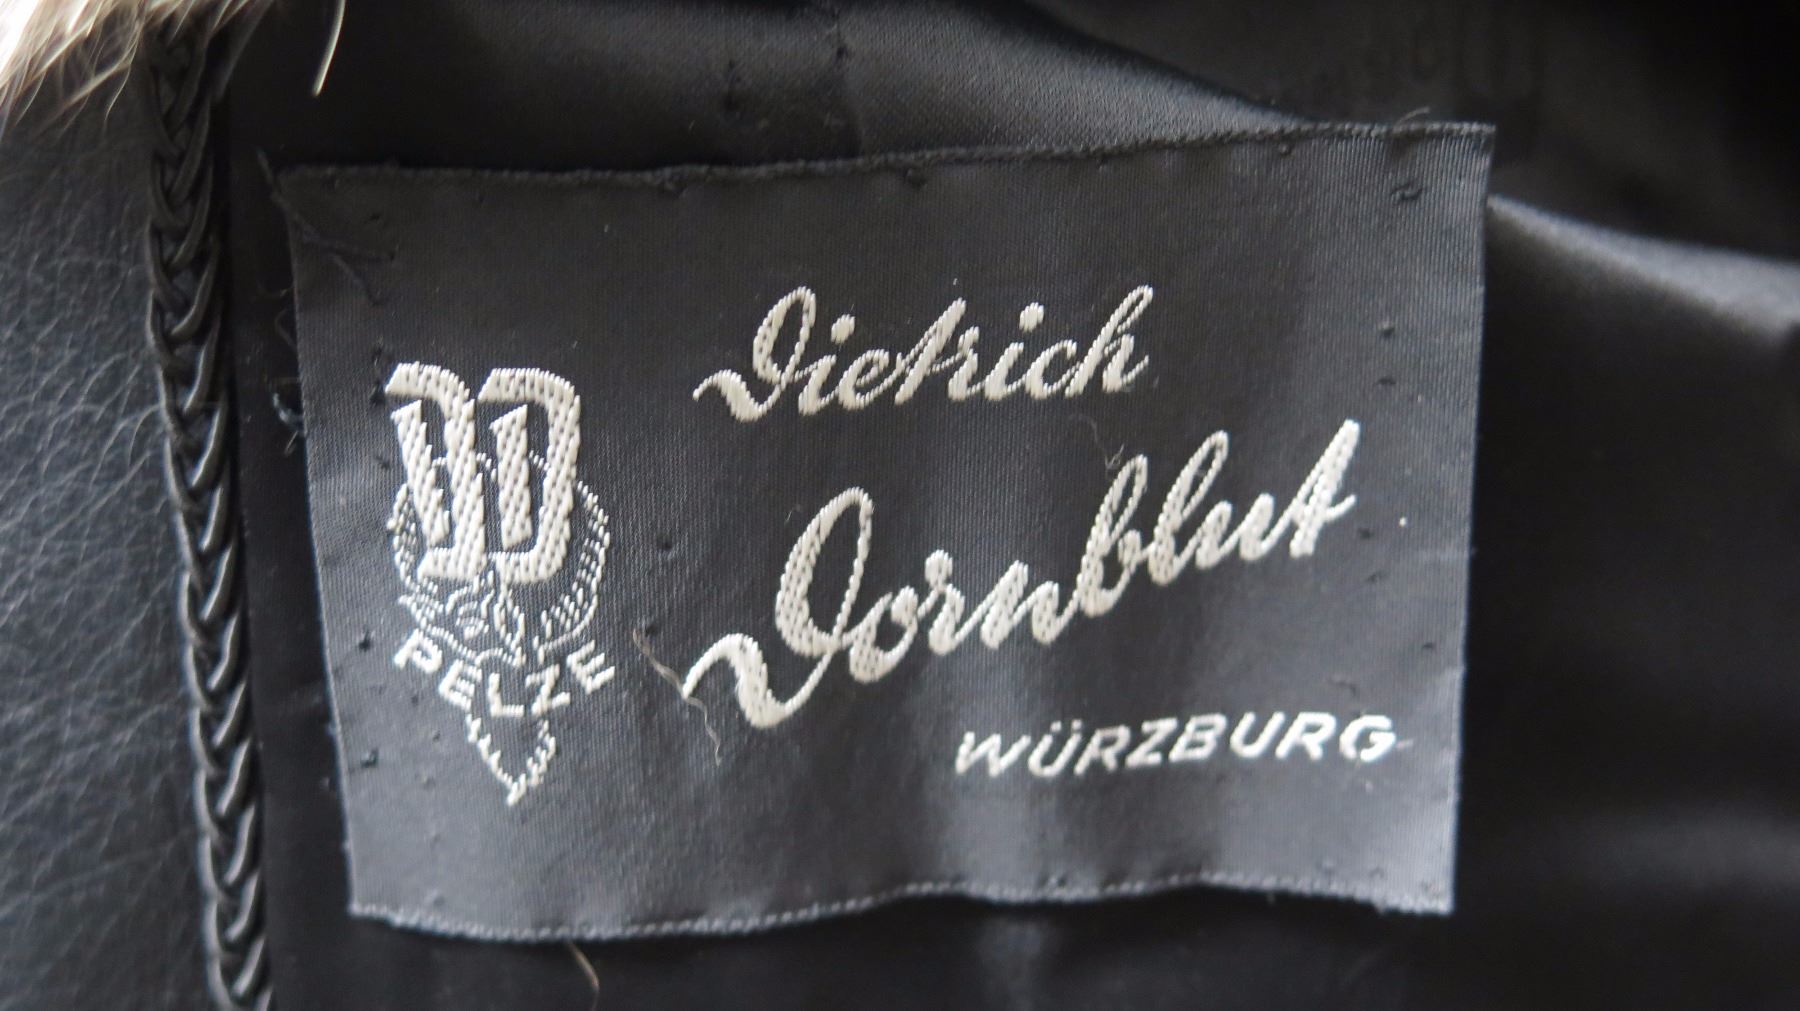 Dietrich
Dornblut
WÜRZBURG
DD
PELZE